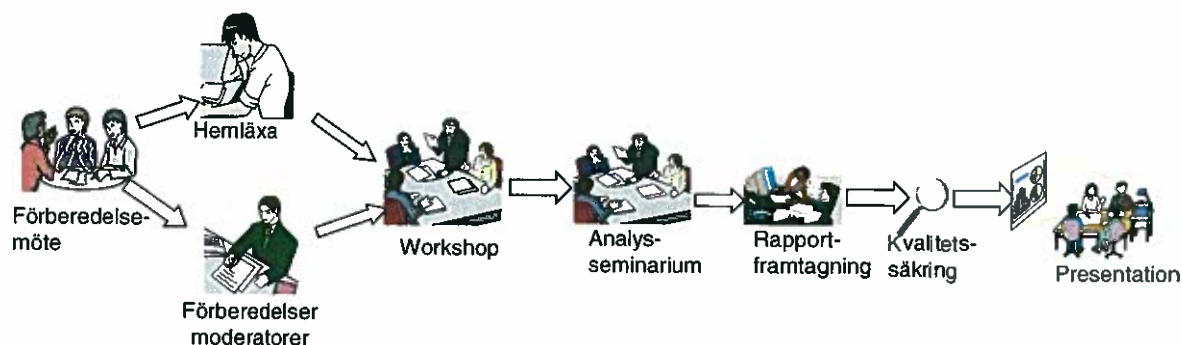 Förberedelse-
möte
Hemläxa
Förberedelser
moderatorer
Workshop
Analys-
seminarium
Rapport-
framtagning
Kvalitets-
säkring
Presentation